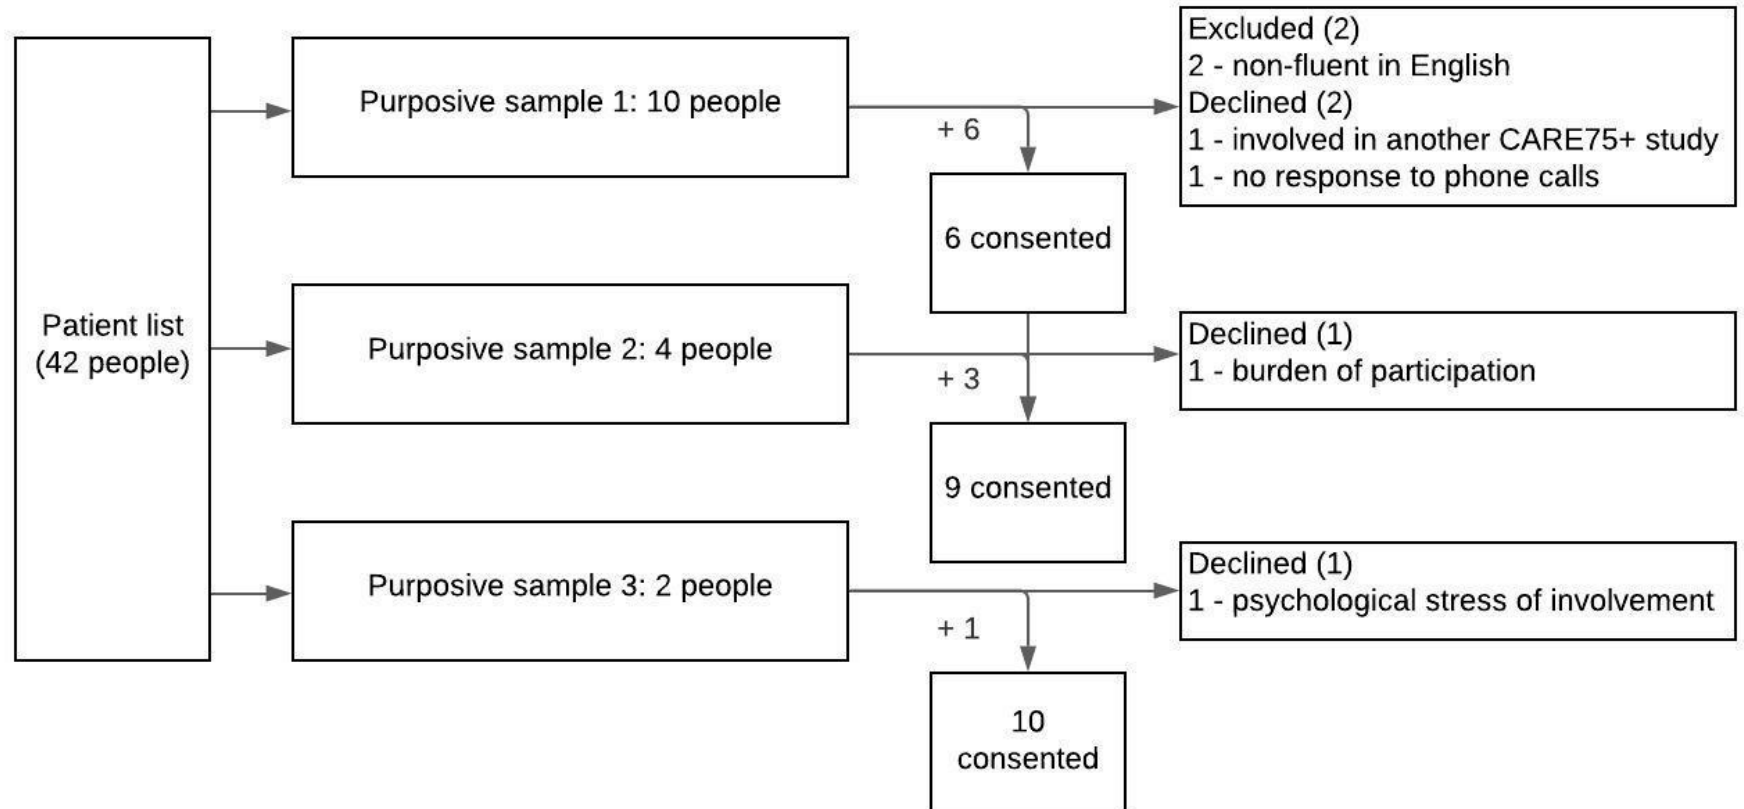 Patient list
(42 people)
Purposive sample 1: 10 people
+ 6
6 consented
Excluded (2)
2 - non-fluent in English
Declined (2)
1 - involved in another CARE75+ study
1 - no response to phone calls
Purposive sample 2: 4 people
+ 3
9 consented
Declined (1)
1 - burden of participation
Purposive sample 3: 2 people
+ 1
10
consented
Declined (1)
1 - psychological stress of involvement